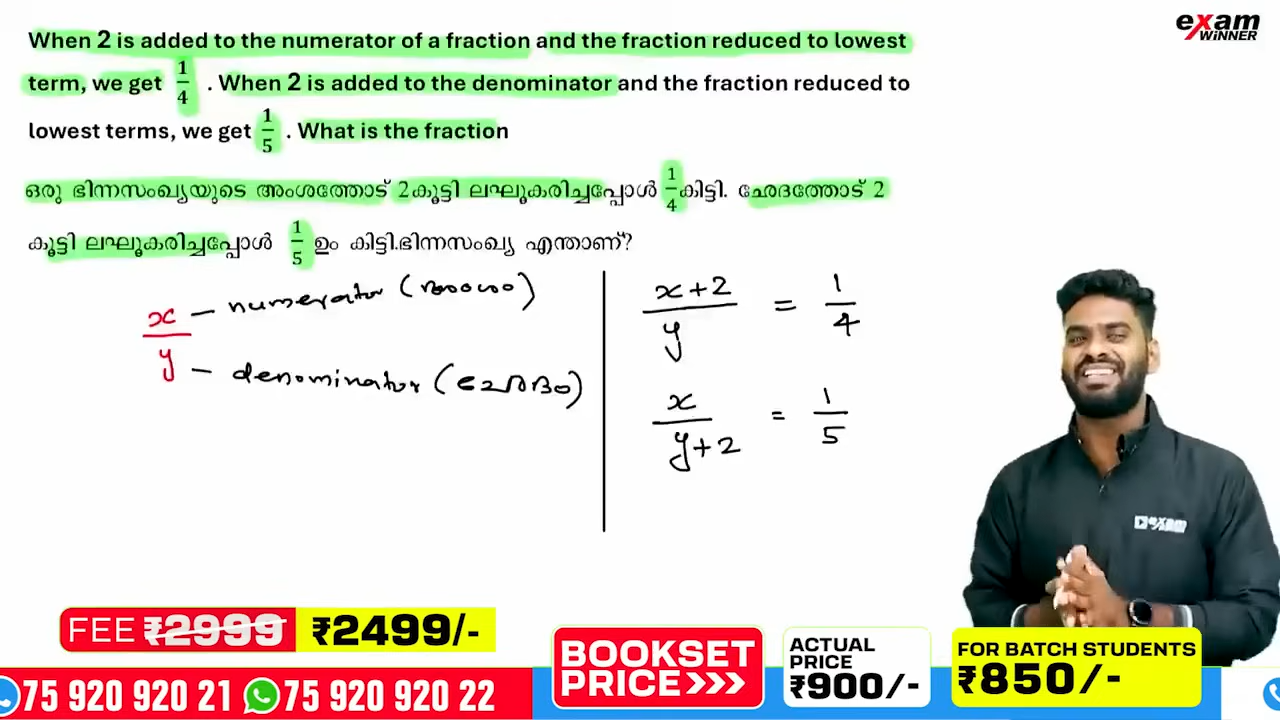 exam
WINNER
When 2 is added to the numerator of a fraction and the fraction reduced to lowest
term, we get 1/4 . When 2 is added to the denominator and the fraction reduced to
lowest terms, we get 1/5 . What is the fraction
ഒരു ഭിന്നസംഖ്യയുടെ അംശത്തോട് 2കൂട്ടി ലഘൂകരിച്ചപ്പോൾ 1/4 കിട്ടി. ഛേദത്തോട് 2
കൂട്ടി ലഘൂകരിച്ചപ്പോൾ 1/5 ഉം കിട്ടി.ഭിന്നസംഖ്യ എന്താണ്?
x – numerator (അംശം)
y – denominator (ഛേദം)
x+2/y = 1/4
x/y+2 = 1/5
exam
FEE ₹2999 ₹2499/-
75 920 920 21 75 920 920 22
BOOKSET
PRICE >>>
ACTUAL
PRICE
₹900/-
FOR BATCH STUDENTS
₹850/-